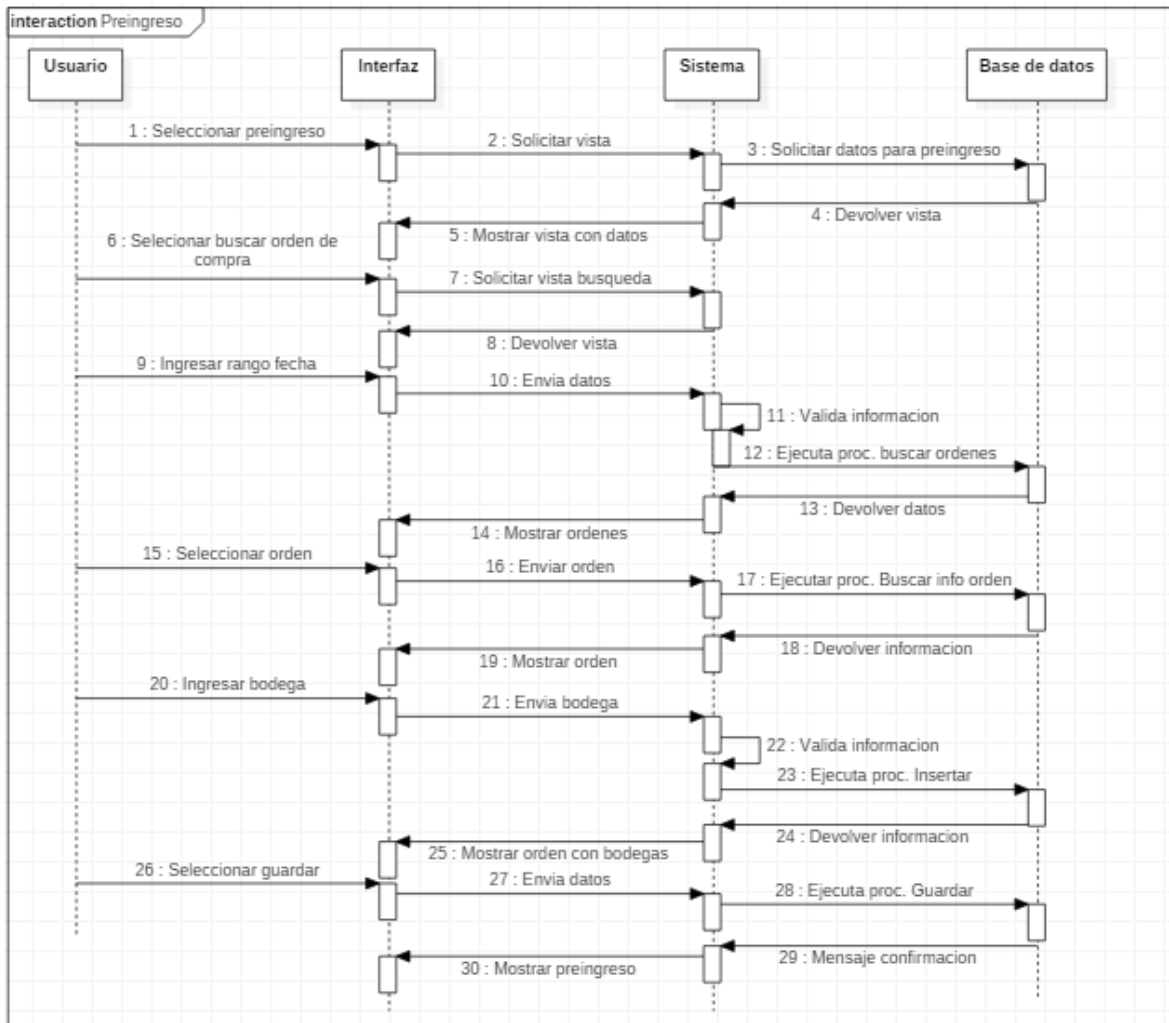 interaction Preingreso
Usuario
Interfaz
Sistema
Base de datos
1 : Seleccionar preingreso
2 : Solicitar vista
3 : Solicitar datos para preingreso
4 : Devolver vista
5 : Mostrar vista con datos
6 : Selecionar buscar orden de
compra
7 : Solicitar vista busqueda
8 : Devolver vista
9 : Ingresar rango fecha
10 : Envia datos
11 : Valida informacion
12 : Ejecuta proc. buscar ordenes
13 : Devolver datos
14 : Mostrar ordenes
15 : Seleccionar orden
16 : Enviar orden
17 : Ejecutar proc. Buscar info orden
18 : Devolver informacion
19 : Mostrar orden
20 : Ingresar bodega
21 : Envia bodega
22 : Valida informacion
23 : Ejecuta proc. Insertar
24 : Devolver informacion
25 : Mostrar orden con bodegas
26 : Seleccionar guardar
27 : Envia datos
28 : Ejecuta proc. Guardar
29 : Mensaje confirmacion
30 : Mostrar preingreso